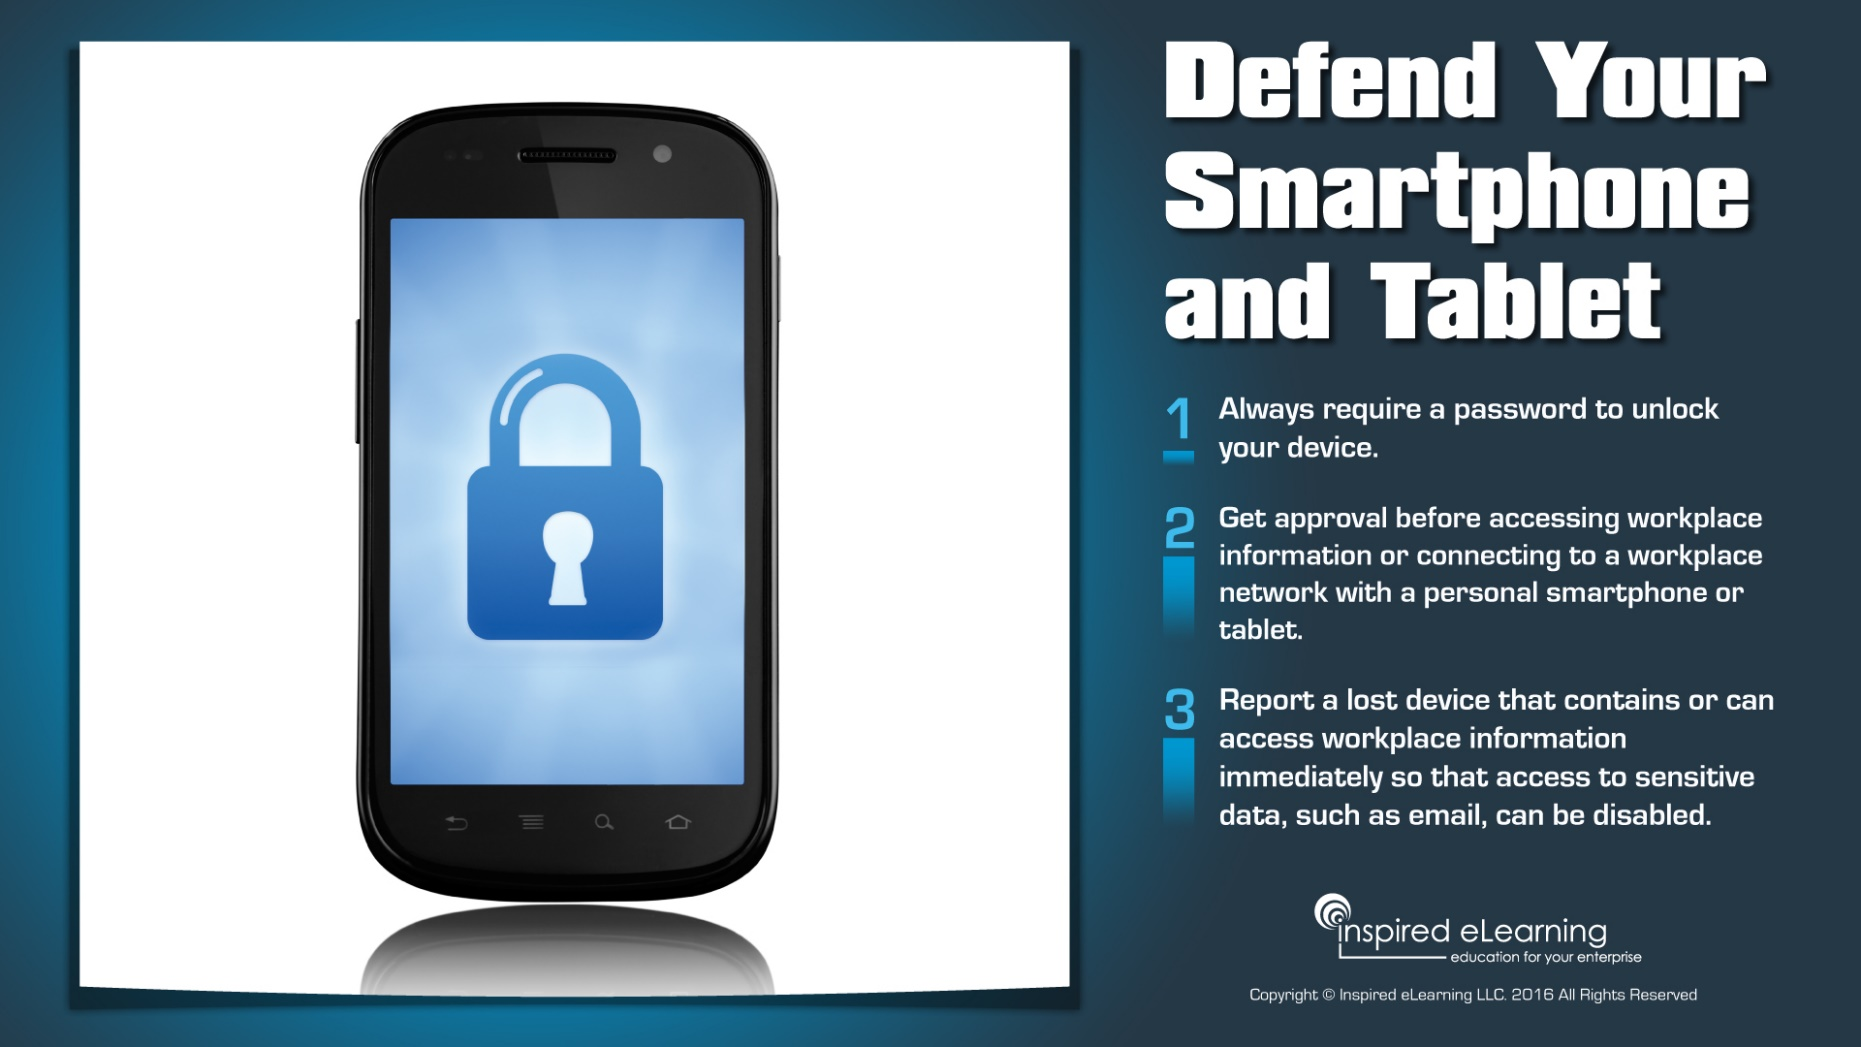 Defend Your
Smartphone
and Tablet
1 Always require a password to unlock
your device.
2 Get approval before accessing workplace
information or connecting to a workplace
network with a personal smartphone or
tablet.
3 Report a lost device that contains or can
access workplace information
immediately so that access to sensitive
data, such as email, can be disabled.
inspired eLearning
education for your enterprise
Copyright © Inspired eLearning LLC. 2016 All Rights Reserved